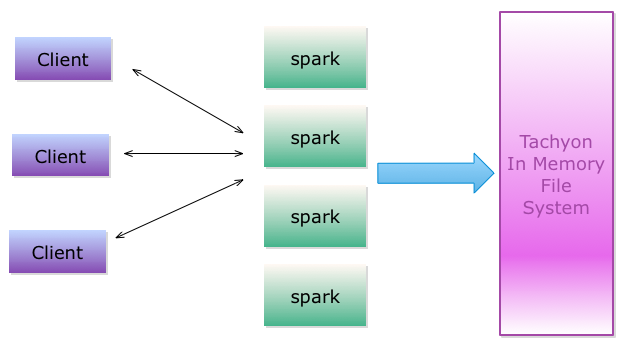 Client
Client
Client
spark
spark
spark
spark
Tachyon
In Memory
File
System